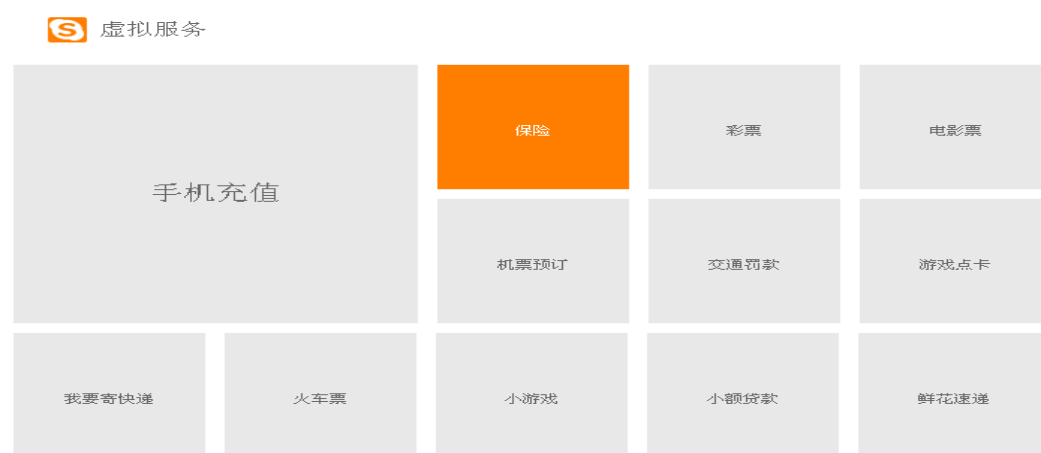 S 虚拟服务
手机充值
保险
彩票
电影票
机票预订
交通罚款
游戏点卡
我要寄快递
火车票
小游戏
小额贷款
鲜花速递